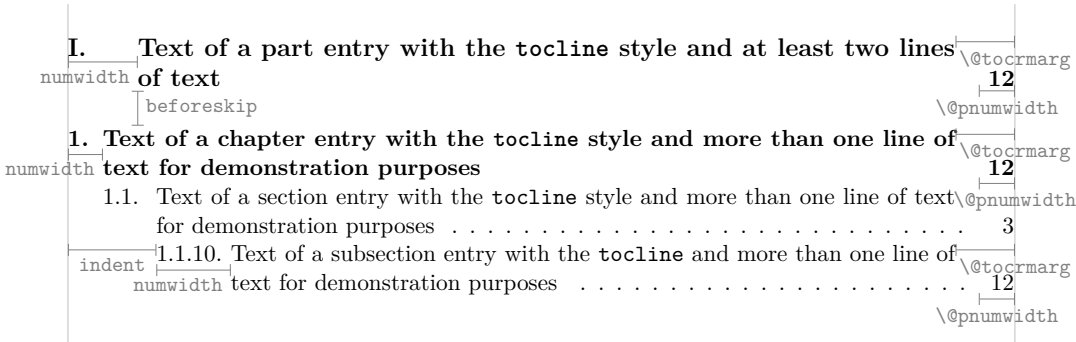 I. Text of a part entry with the tocline style and at least two lines
\@tocrmarg
numwidth of text 12
beforeskip \@pnumwidth
1. Text of a chapter entry with the tocline style and more than one line of
\@tocrmarg
numwidth text for demonstration purposes 12
1.1. Text of a section entry with the tocline style and more than one line of text \@pnumwidth
for demonstration purposes . . . . . . . . . . . . . . . . . . . . . . . . . . . . . 3
1.1.10. Text of a subsection entry with the tocline and more than one line of
indent \@tocrmarg
numwidth text for demonstration purposes . . . . . . . . . . . . . . . . . . . . . . 12
\@pnumwidth